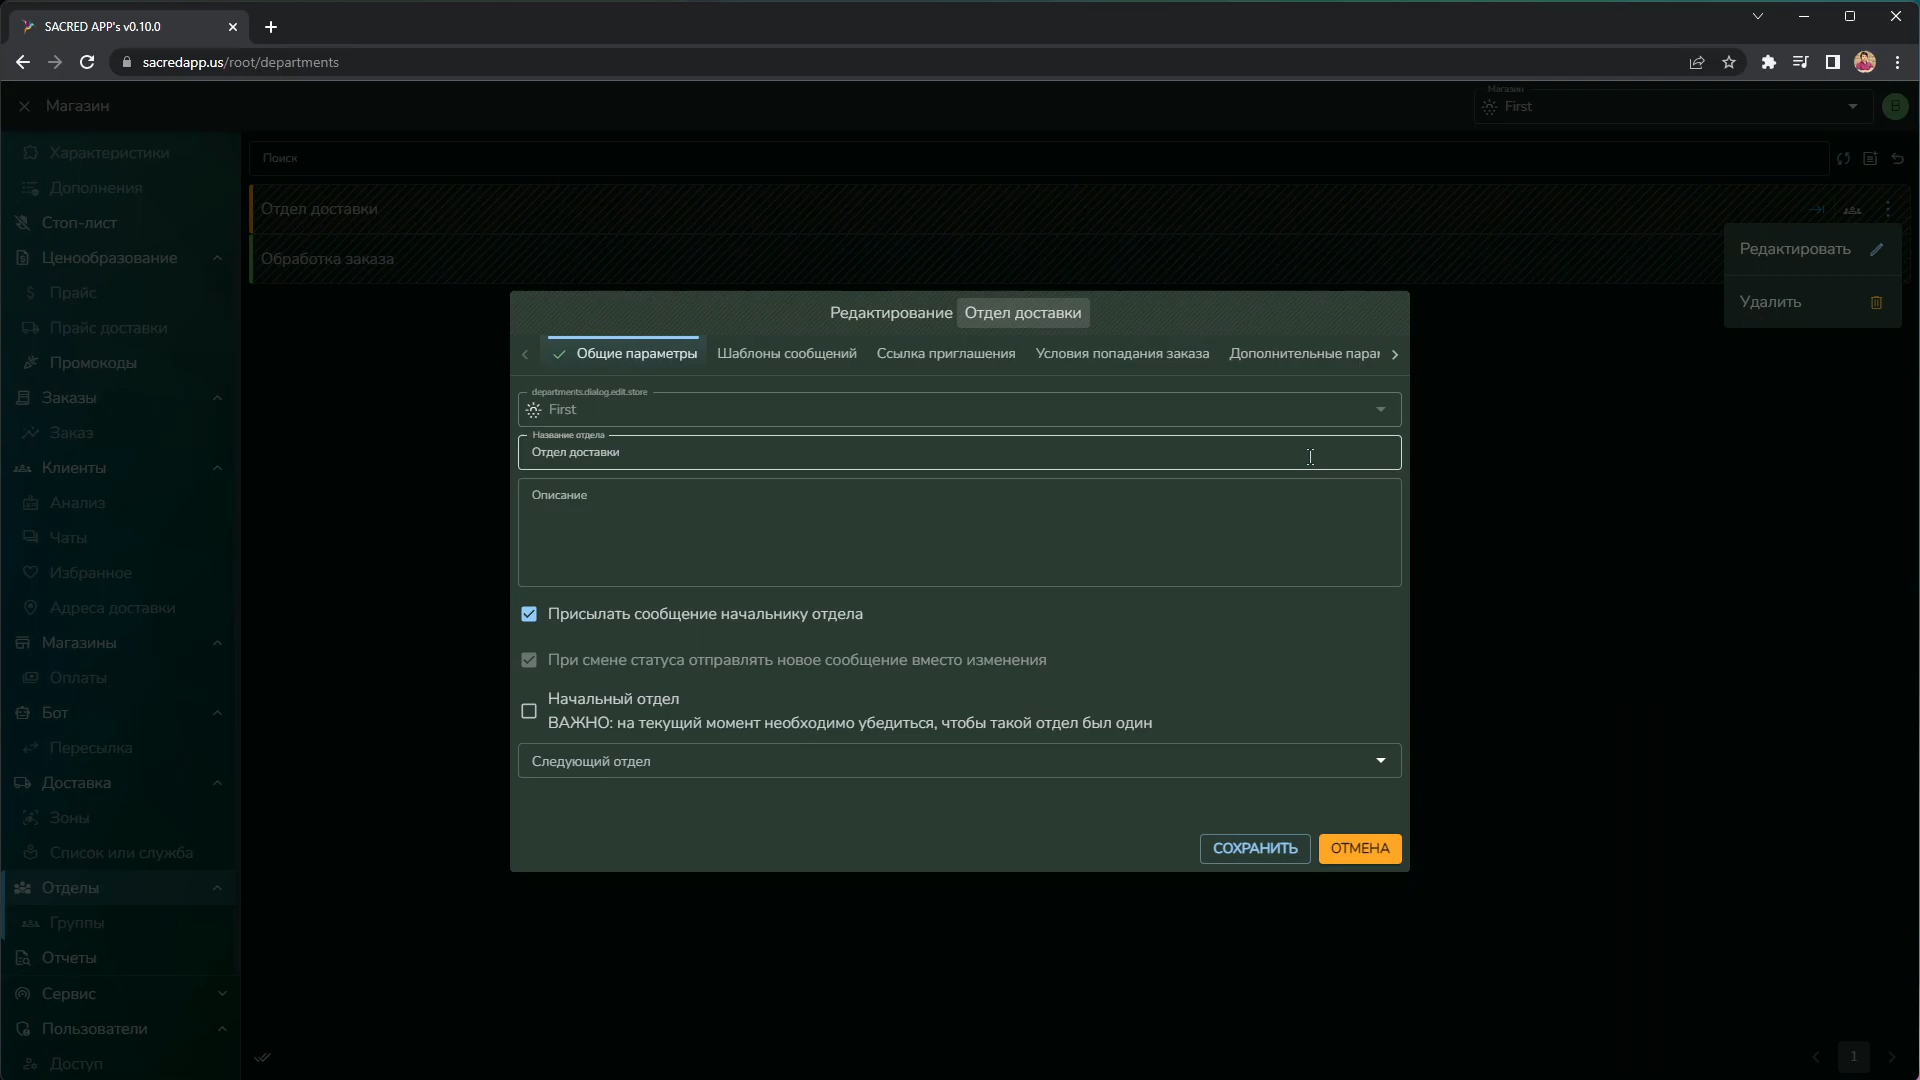 SACRED APP's v0.10.0
sacredapp.us/root/departments
Магазин
Магазин
First
B
Характеристики
Дополнения
Стоп-лист
Ценообразование
Прайс
Прайс доставки
Промокоды
Заказы
Заказ
Клиенты
Анализ
Чаты
Избранное
Адреса доставки
Магазины
Оплаты
Бот
Пересылка
Доставка
Зоны
Список или служба
Отделы
Группы
Отчеты
Сервис
Пользователи
Доступ
Поиск
Отдел доставки
Обработка заказа
Редактировать
Удалить
Редактирование Отдел доставки
Общие параметры Шаблоны сообщений Ссылка приглашения Условия попадания заказа Дополнительные парам
departments.dialog.edit.store
First
Название отдела
Отдел доставки
Описание
Присылать сообщение начальнику отдела
При смене статуса отправлять новое сообщение вместо изменения
Начальный отдел
ВАЖНО: на текущий момент необходимо убедиться, чтобы такой отдел был один
Следующий отдел
СОХРАНИТЬ ОТМЕНА
1